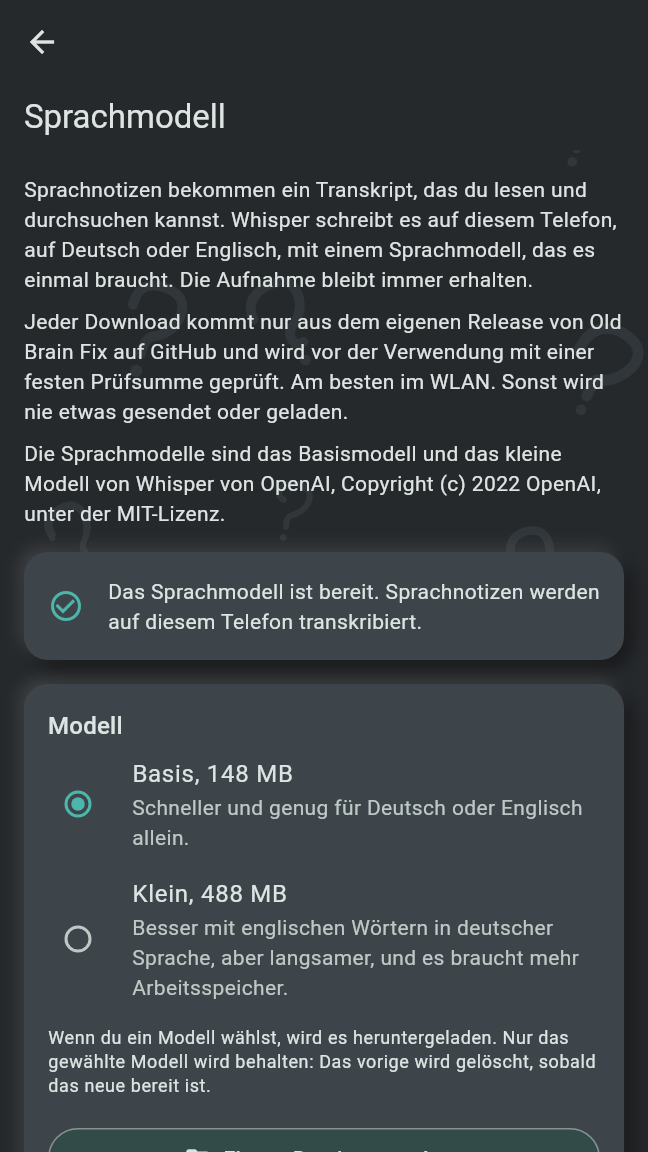 Sprachmodell
Sprachnotizen bekommen ein Transkript, das du lesen und
durchsuchen kannst. Whisper schreibt es auf diesem Telefon,
auf Deutsch oder Englisch, mit einem Sprachmodell, das es
einmal braucht. Die Aufnahme bleibt immer erhalten.
Jeder Download kommt nur aus dem eigenen Release von Old
Brain Fix auf GitHub und wird vor der Verwendung mit einer
festen Prüfsumme geprüft. Am besten im WLAN. Sonst wird
nie etwas gesendet oder geladen.
Die Sprachmodelle sind das Basismodell und das kleine
Modell von Whisper von OpenAI, Copyright (c) 2022 OpenAI,
unter der MIT-Lizenz.
Das Sprachmodell ist bereit. Sprachnotizen werden
auf diesem Telefon transkribiert.
Modell
Basis, 148 MB
Schneller und genug für Deutsch oder Englisch
allein.
Klein, 488 MB
Besser mit englischen Wörtern in deutscher
Sprache, aber langsamer, und es braucht mehr
Arbeitsspeicher.
Wenn du ein Modell wählst, wird es heruntergeladen. Nur das
gewählte Modell wird behalten: Das vorige wird gelöscht, sobald
das neue bereit ist.